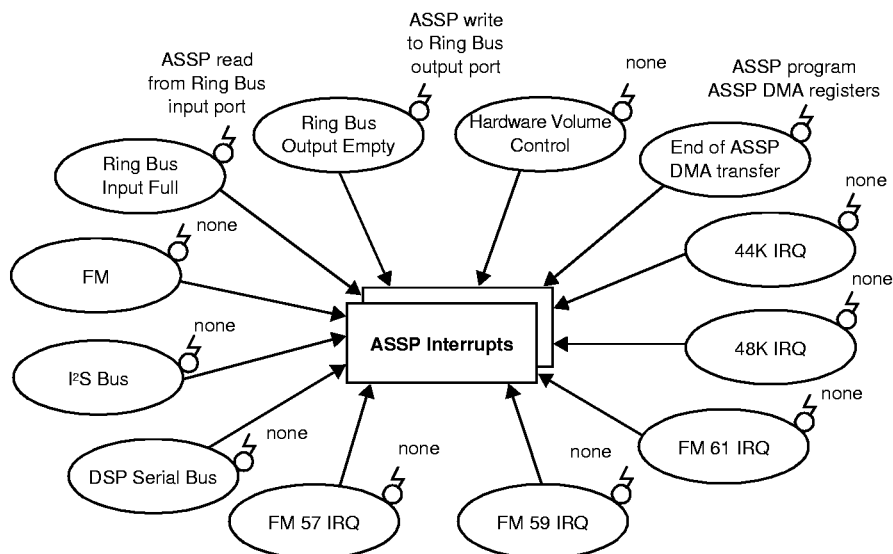 ASSP read
from Ring Bus
input port
ASSP write
to Ring Bus
output port
none
ASSP program
ASSP DMA registers
Ring Bus
Input Full
Ring Bus
Output Empty
Hardware Volume
Control
End of ASSP
DMA transfer
none
FM
none
44K IRQ
none
I²S Bus
ASSP Interrupts
none
48K IRQ
none
DSP Serial Bus
none
FM 57 IRQ
none
FM 59 IRQ
none
FM 61 IRQ
none